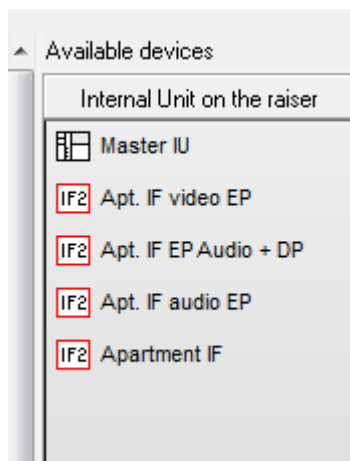 Available devices
Internal Unit on the raiser
Master IU
IF2 Apt. IF video EP
IF2 Apt. IF EP Audio + DP
IF2 Apt. IF audio EP
IF2 Apartment IF